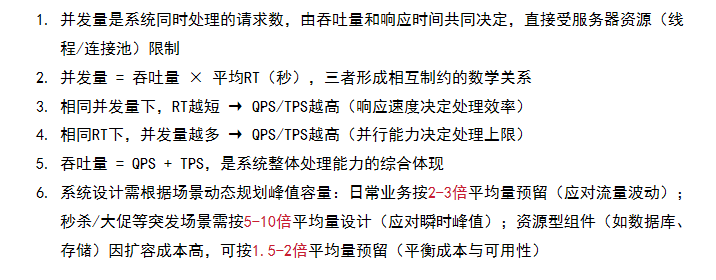 1. 并发量是系统同时处理的请求数，由吞吐量和响应时间共同决定，直接受服务器资源（线
程/连接池）限制
2. 并发量 = 吞吐量 × 平均RT（秒），三者形成相互制约的数学关系
3. 相同并发量下，RT越短 → QPS/TPS越高（响应速度决定处理效率）
4. 相同RT下，并发量越多 → QPS/TPS越高（并行能力决定处理上限）
5. 吞吐量 = QPS + TPS，是系统整体处理能力的综合体现
6. 系统设计需根据场景动态规划峰值容量：日常业务按2-3倍平均量预留（应对流量波动）；
秒杀/大促等突发场景需按5-10倍平均量设计（应对瞬时峰值）；资源型组件（如数据库、
存储）因扩容成本高，可按1.5-2倍平均量预留（平衡成本与可用性）